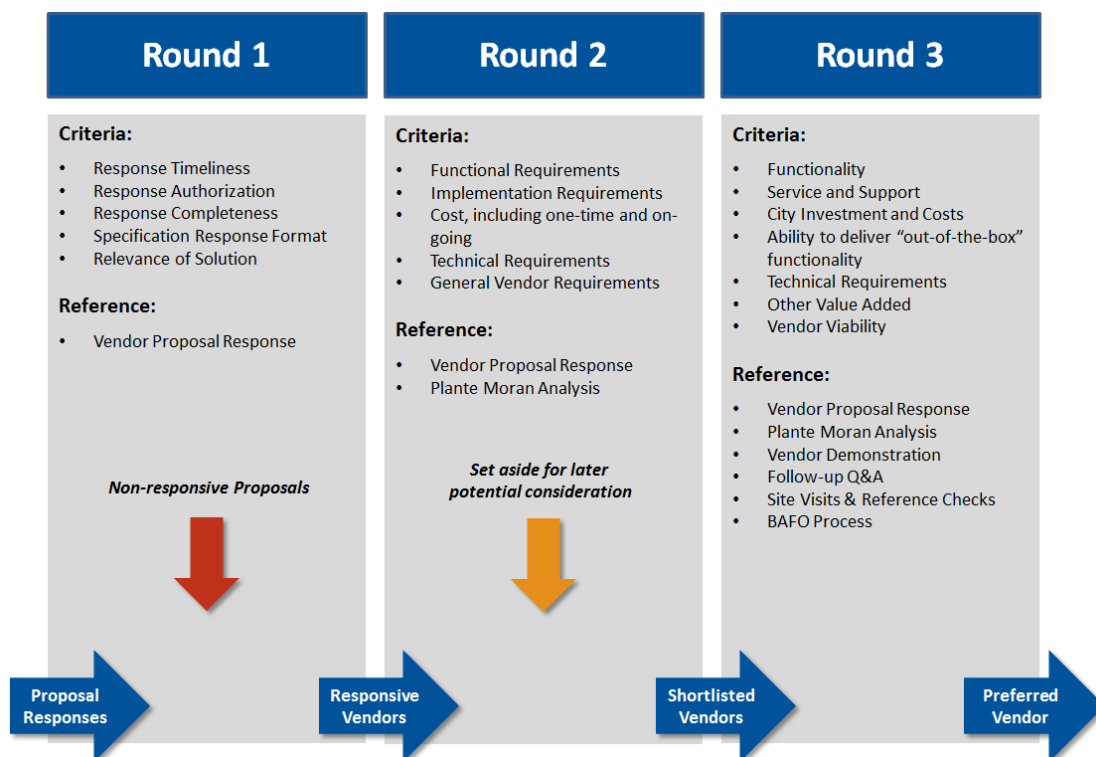 Round 1
Criteria:
• Response Timeliness
• Response Authorization
• Response Completeness
• Specification Response Format
• Relevance of Solution
Reference:
• Vendor Proposal Response
Non-responsive Proposals
Round 2
Criteria:
• Functional Requirements
• Implementation Requirements
• Cost, including one-time and on-
going
• Technical Requirements
• General Vendor Requirements
Reference:
• Vendor Proposal Response
• Plante Moran Analysis
Set aside for later
potential consideration
Round 3
Criteria:
• Functionality
• Service and Support
• City Investment and Costs
• Ability to deliver “out-of-the-box”
functionality
• Technical Requirements
• Other Value Added
• Vendor Viability
Reference:
• Vendor Proposal Response
• Plante Moran Analysis
• Vendor Demonstration
• Follow-up Q&A
• Site Visits & Reference Checks
• BAFO Process
Proposal
Responses
Responsive
Vendors
Shortlisted
Vendors
Preferred
Vendor